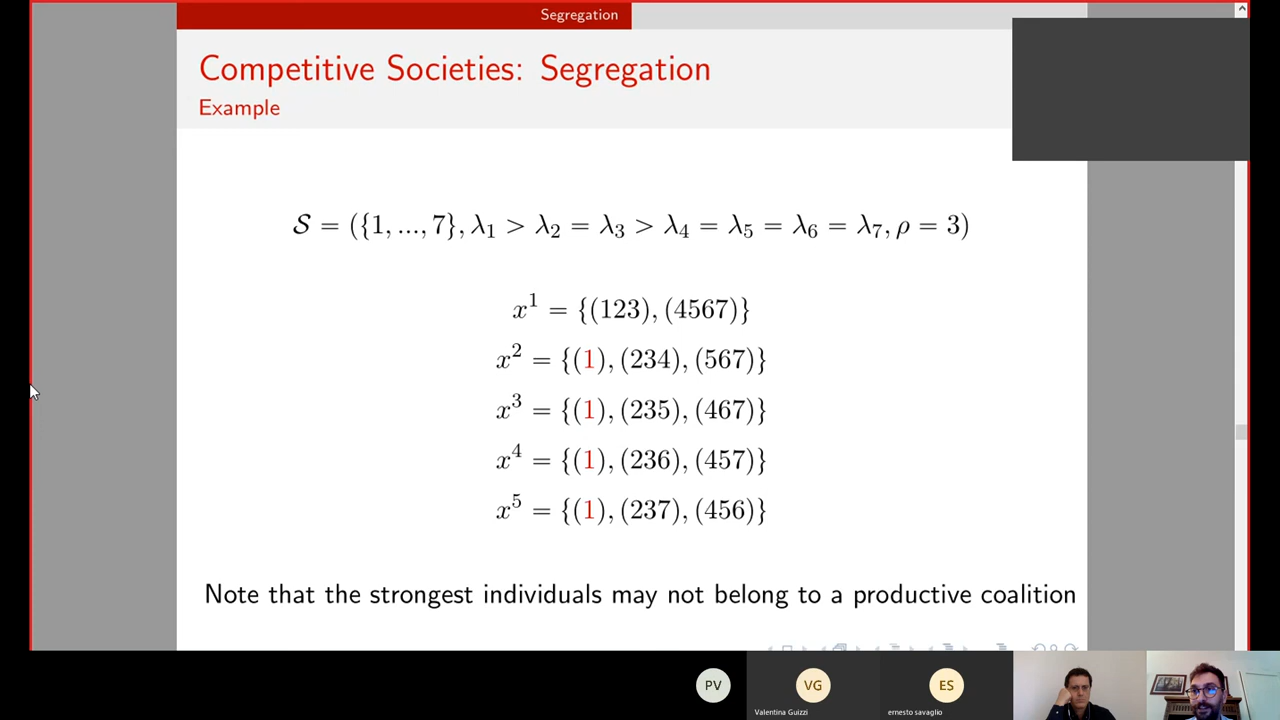 Segregation
Competitive Societies: Segregation
Example
𝒮 = ({1, ..., 7}, λ₁ > λ₂ = λ₃ > λ₄ = λ₅ = λ₆ = λ₇, ρ = 3)
x¹ = {(123), (4567)}
x² = {(1), (234), (567)}
x³ = {(1), (235), (467)}
x⁴ = {(1), (236), (457)}
x⁵ = {(1), (237), (456)}
Note that the strongest individuals may not belong to a productive coalition
PV
VG
ES
Valentina Guizzi
ernesto savaglio